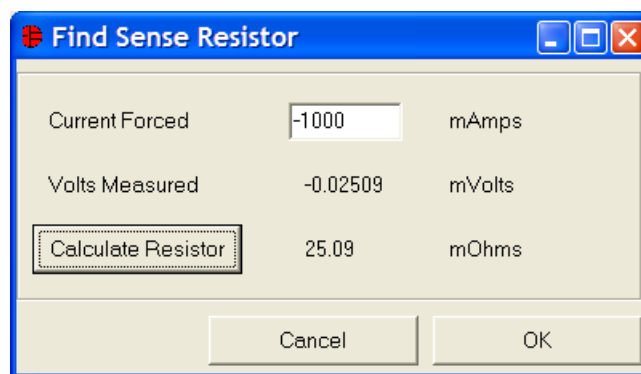 Find Sense Resistor
Current Forced -1000 mAmps
Volts Measured -0.02509 mVolts
Calculate Resistor 25.09 mOhms
Cancel OK